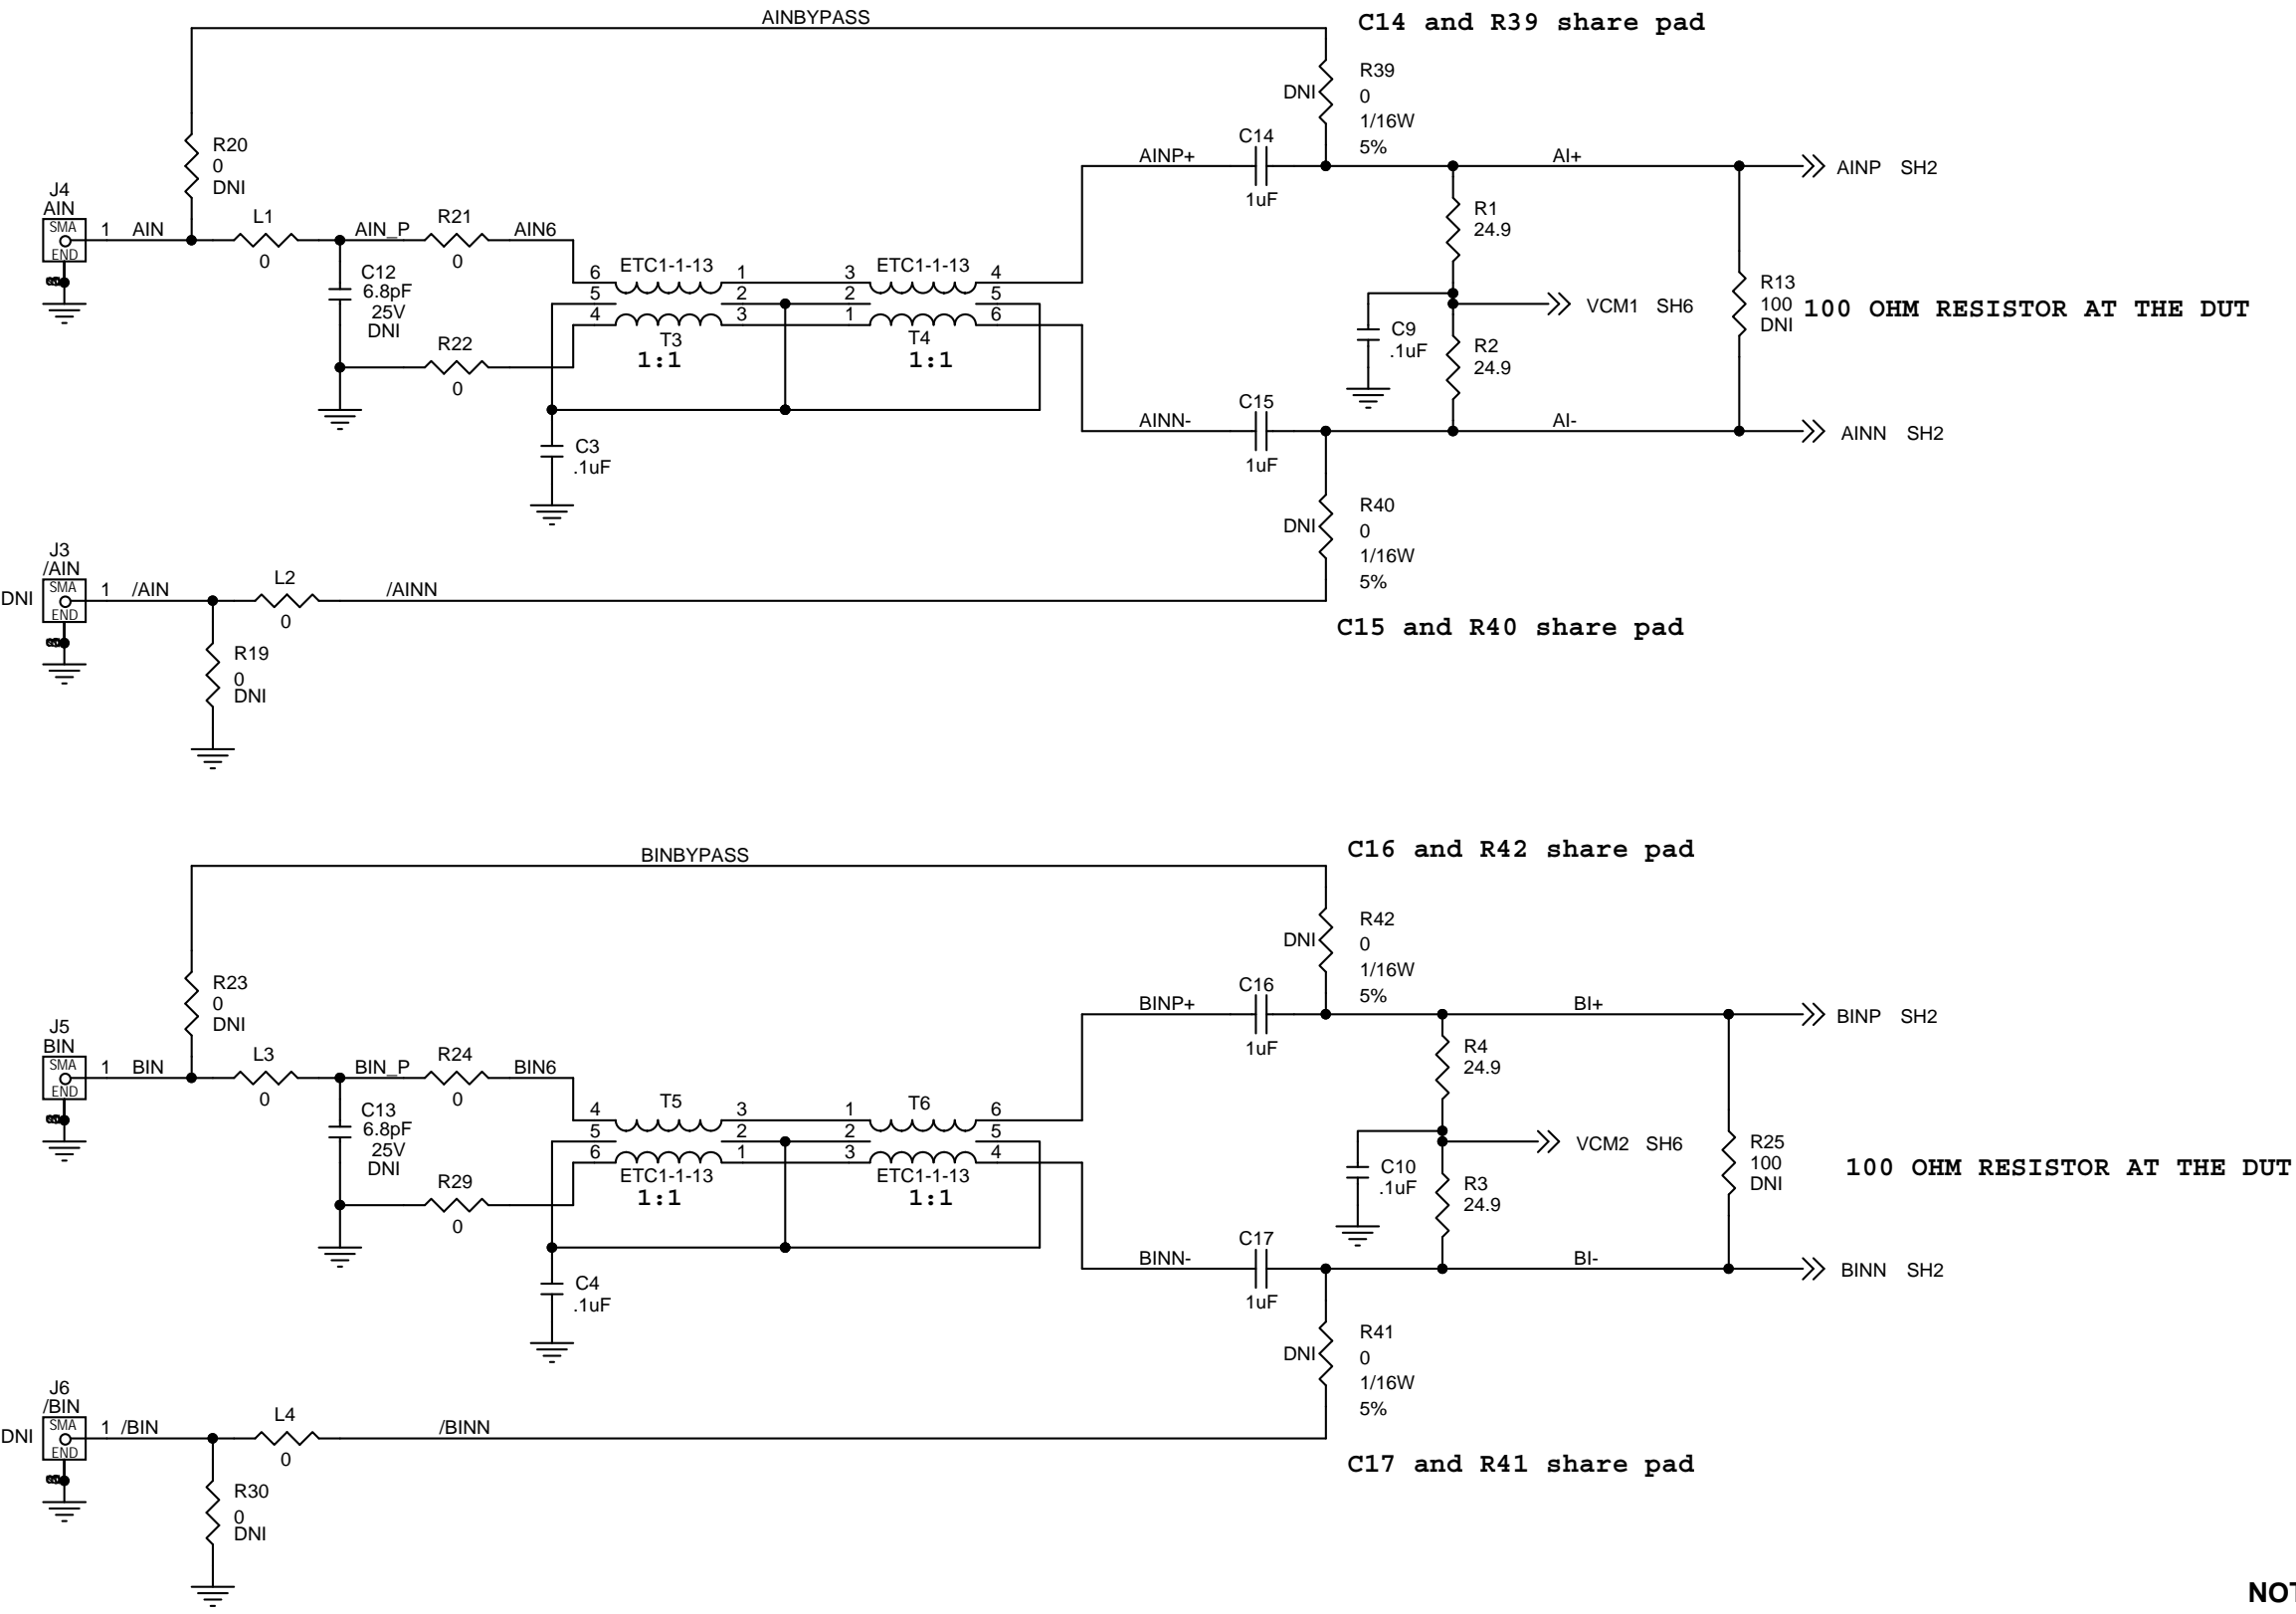 AINBYPASS
C14 and R39 share pad
R39
DNI
0
1/16W
5%
R20
0
DNI
C14
AINP+
1uF
AI+
AINP SH2
J4
AIN
SMA
END
1 AIN
L1
0
AIN_P
R21
0
AIN6
C12
6.8pF
25V
DNI
R22
0
6 ETC1-1-13 1
5 2
4 3
T3
1:1
3 ETC1-1-13 4
2 5
1 6
T4
1:1
R1
24.9
VCM1 SH6
C9
.1uF
R2
24.9
R13
100
DNI
100 OHM RESISTOR AT THE DUT
C15
AINN-
1uF
AI-
AINN SH2
C3
.1uF
R40
DNI
0
1/16W
5%
J3
/AIN
DNI
SMA
END
1 /AIN
L2
0
/AINN
C15 and R40 share pad
R19
0
DNI
BINBYPASS
C16 and R42 share pad
R42
DNI
0
1/16W
5%
R23
0
DNI
C16
BINP+
1uF
BI+
BINP SH2
J5
BIN
SMA
END
1 BIN
L3
0
BIN_P
R24
0
BIN6
C13
6.8pF
25V
DNI
R29
0
4 T5 3
5 2
6 1
ETC1-1-13
1:1
1 T6 6
2 5
3 4
ETC1-1-13
1:1
R4
24.9
VCM2 SH6
C10
.1uF
R3
24.9
R25
100
DNI
100 OHM RESISTOR AT THE DUT
C17
BINN-
1uF
BI-
BINN SH2
C4
.1uF
R41
DNI
0
1/16W
5%
J6
/BIN
DNI
SMA
END
1 /BIN
L4
0
/BINN
C17 and R41 share pad
R30
0
DNI